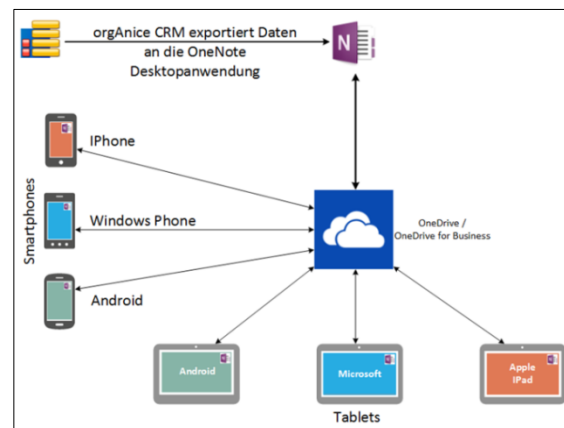 orgAnice CRM exportiert Daten
an die OneNote
Desktopanwendung
N
IPhone
Smartphones
Windows Phone
OneDrive /
OneDrive for Business
Android
Android
Microsoft
Apple
IPad
Tablets